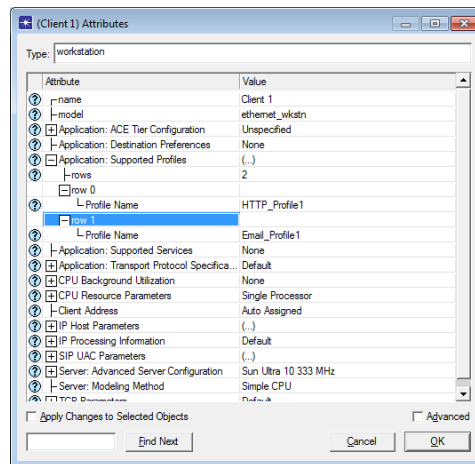 (Client 1) Attributes
Type: workstation
Attribute Value
? name Client 1
? model ethernet_wkstn
? Application: ACE Tier Configuration Unspecified
? Application: Destination Preferences None
? Application: Supported Profiles (...)
? rows 2
row 0
? Profile Name HTTP_Profile1
row 1
? Profile Name Email_Profile1
? Application: Supported Services None
? Application: Transport Protocol Specifica... Default
? CPU Background Utilization None
? CPU Resource Parameters Single Processor
? Client Address Auto Assigned
? IP Host Parameters (...)
? IP Processing Information Default
? SIP UAC Parameters (...)
? Server: Advanced Server Configuration Sun Ultra 10 333 MHz
? Server: Modeling Method Simple CPU
? TCP Parameters Default
Apply Changes to Selected Objects Advanced
Find Next Cancel OK